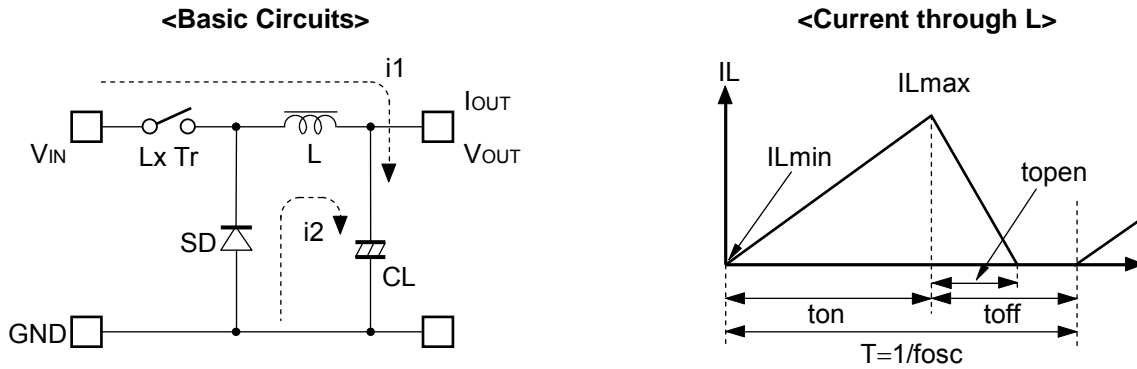 <Basic Circuits>
i1
VIN
Lx Tr
L
IOUT
VOUT
SD
i2
CL
GND
<Current through L>
IL
ILmax
ILmin
topen
ton
toff
T=1/fosc